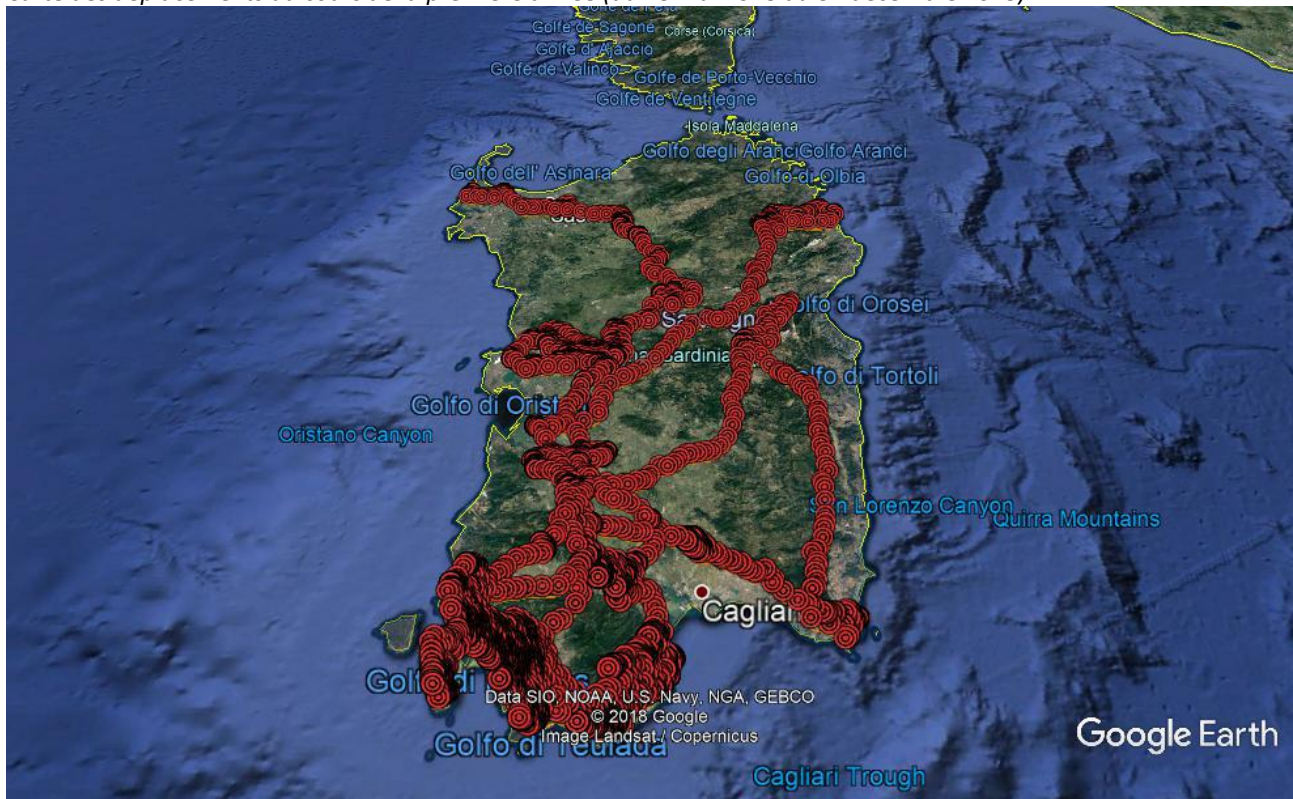 Golfe de Sagone
Corse (Corsica)
Golfe d'Ajaccio
Golfe de Valinco
Golfe de Porto-Vecchio
Golfe de Ventilegne
Isola Madgalena
Golfo degli Aranci
Golfo Aranci
Golfo dell' Asinara
Golfo di Olbia
Golfo di Orosei
Sardinia
Golfo di Tortoli
Golfo di
Oristano Canyon
San Lorenzo Canyon
Quirra Mountains
Cagliari
Data SIO, NOAA, U.S. Navy, NGA, GEBCO
© 2018 Google
Image Landsat / Copernicus
Golfo di Teulada
Google Earth
Cagliari Trough